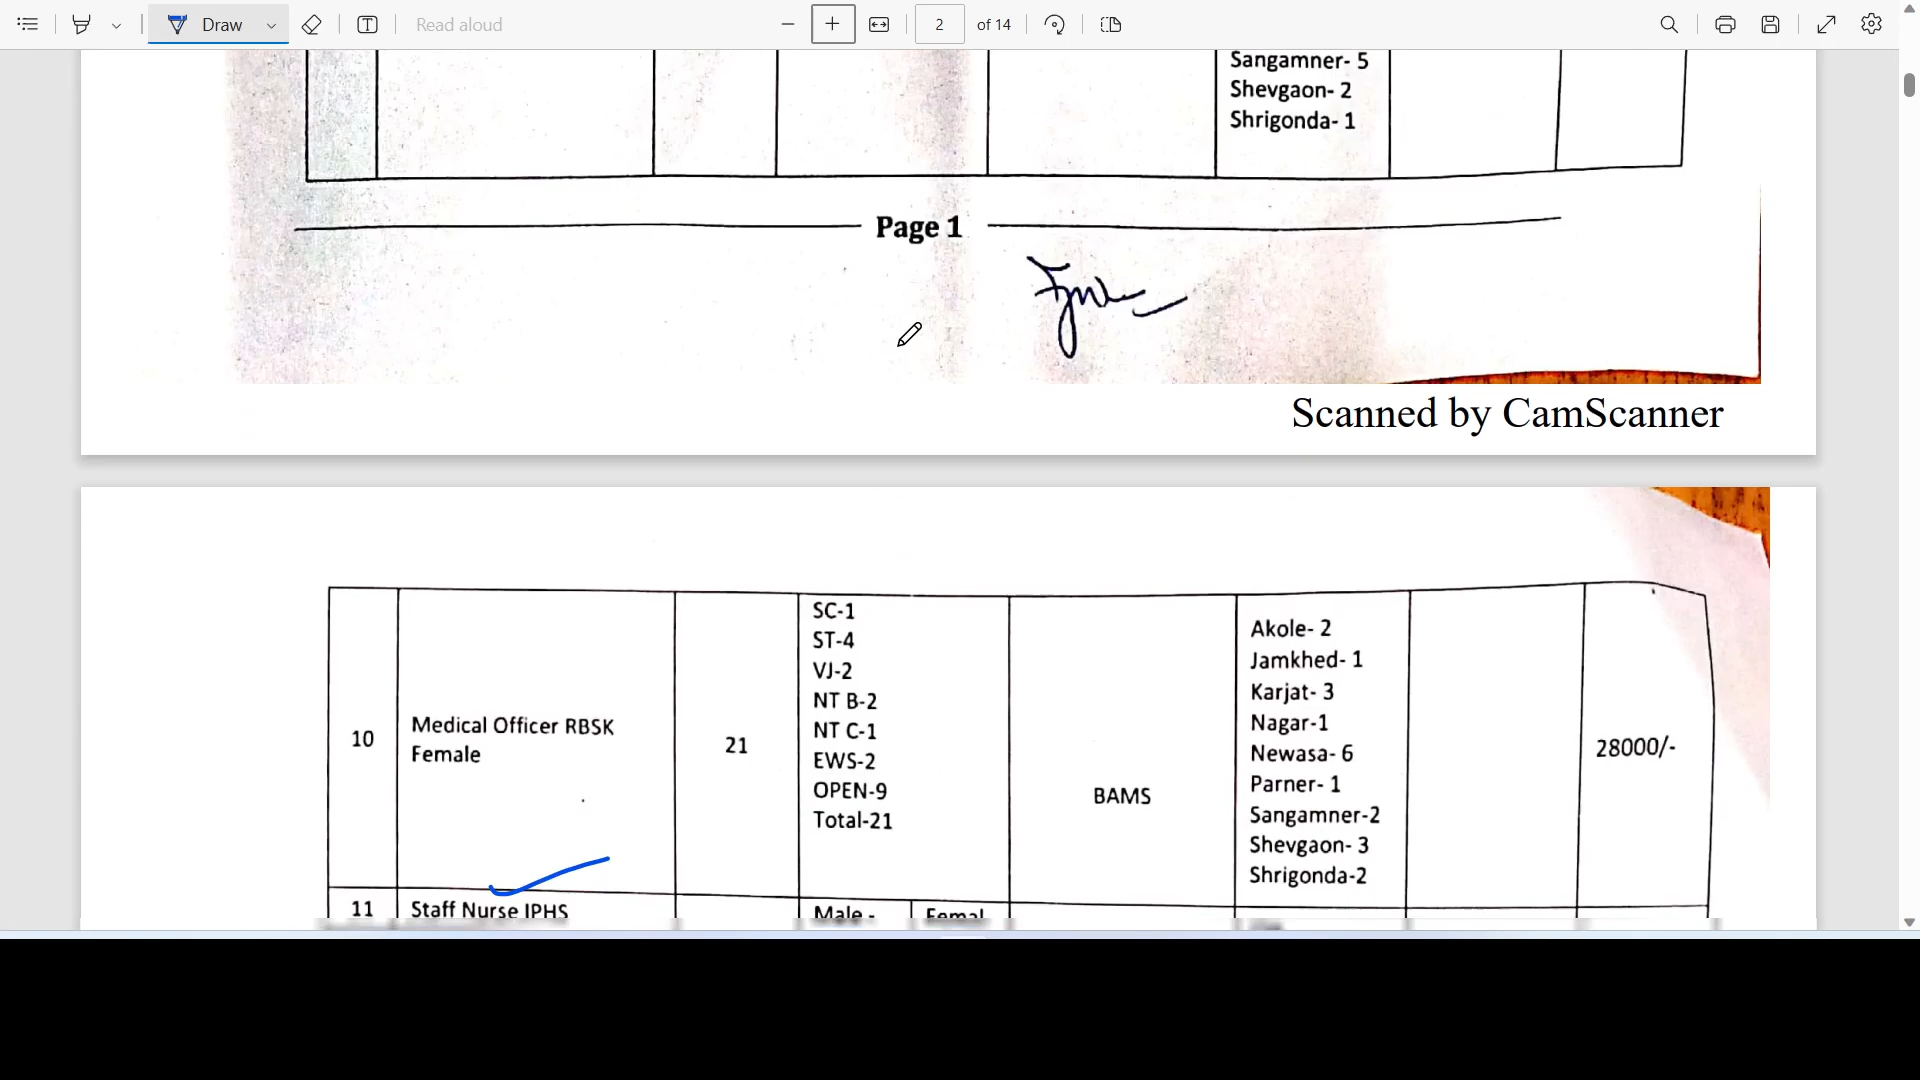 Draw
Read aloud
2 of 14
Sangamner- 5
Shevgaon- 2
Shrigonda- 1
Page 1
Scanned by CamScanner
10
Medical Officer RBSK
Female
21
SC-1
ST-4
VJ-2
NT B-2
NT C-1
EWS-2
OPEN-9
Total-21
BAMS
Akole- 2
Jamkhed- 1
Karjat- 3
Nagar-1
Newasa- 6
Parner- 1
Sangamner-2
Shevgaon- 3
Shrigonda-2
28000/-
11
Staff Nurse IPHS
Male -
Femal